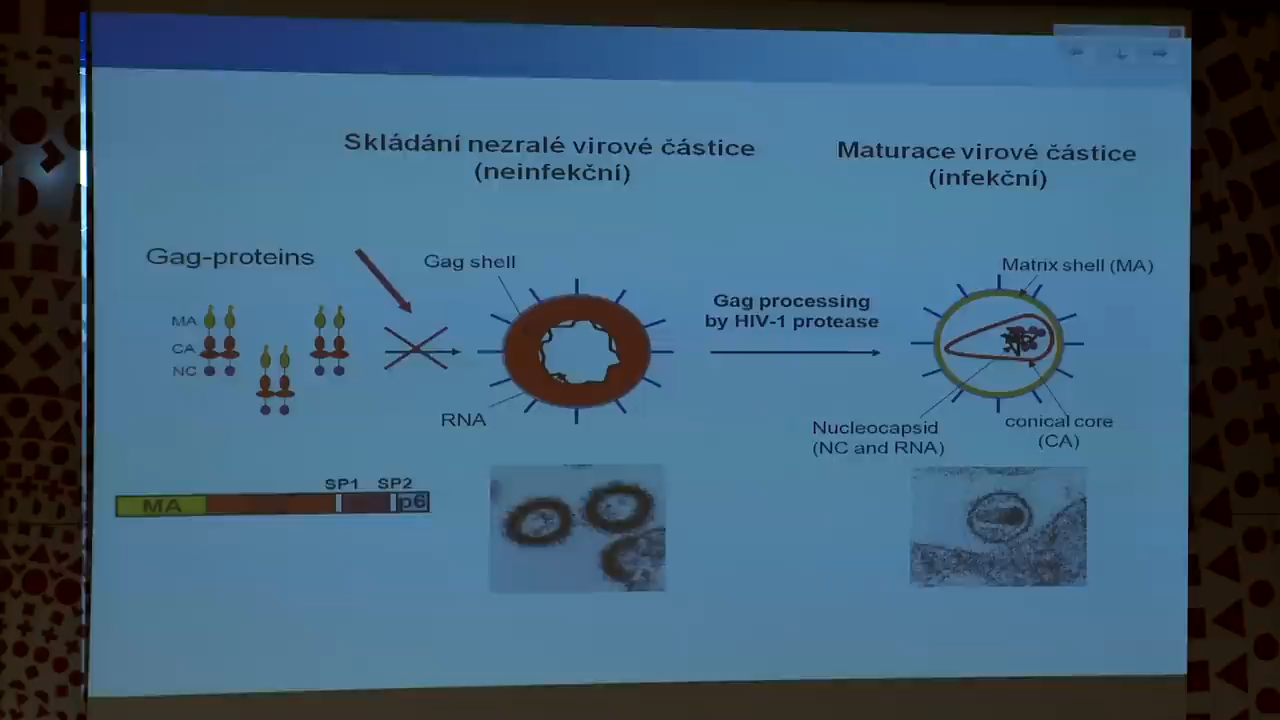 Skládání nezralé virové částice
(neinfekční)
Maturace virové částice
(infekční)
Gag-proteins
Gag shell
Matrix shell (MA)
Gag processing
by HIV-1 protease
MA
CA
NC
RNA
Nucleocapsid
(NC and RNA)
conical core
(CA)
SP1
SP2
MA
p6